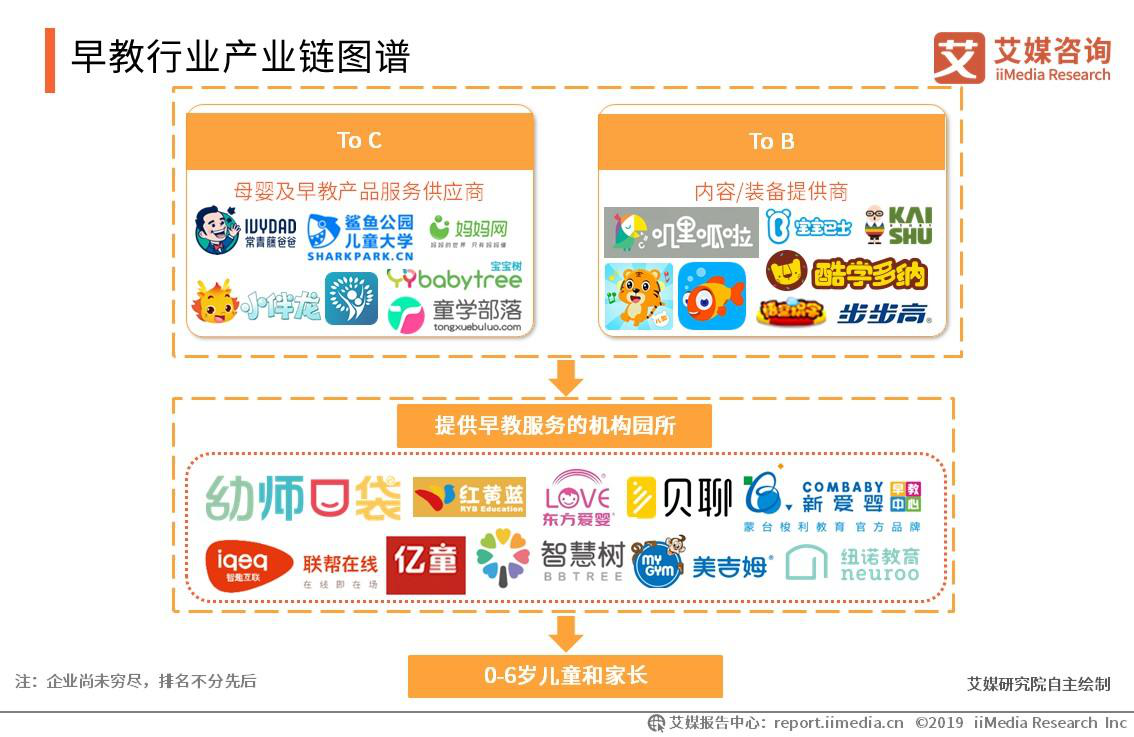 早教行业产业链图谱
艾 艾媒咨询
iiMedia Research
To C
母婴及早教产品服务供应商
IVYDAD
常青藤爸爸
鲨鱼公园
儿童大学
SHARKPARK.CN
妈妈网
妈妈的世界 只有妈妈懂
小伴龙
宝宝树
babytree
童学部落
tongxuebuluo.com
To B
内容/装备提供商
叽里呱啦
宝宝巴士
KAI
SHU
儿歌
酷学多纳
悟空识字
步步高®
提供早教服务的机构园所
幼师口袋
红黄蓝
RYB Education
LOVE
东方爱婴®
贝聊
COMBABY
新爱婴
早教
中心
蒙台梭利教育官方品牌
iqeq
智趣互联
联帮在线
在线即在场
亿童
智慧树
BBTREE
MY
GYM
美吉姆®
纽诺教育
neuroo
0-6岁儿童和家长
注：企业尚未穷尽，排名不分先后
艾媒研究院自主绘制
艾媒报告中心：report.iimedia.cn ©2019 iiMedia Research Inc